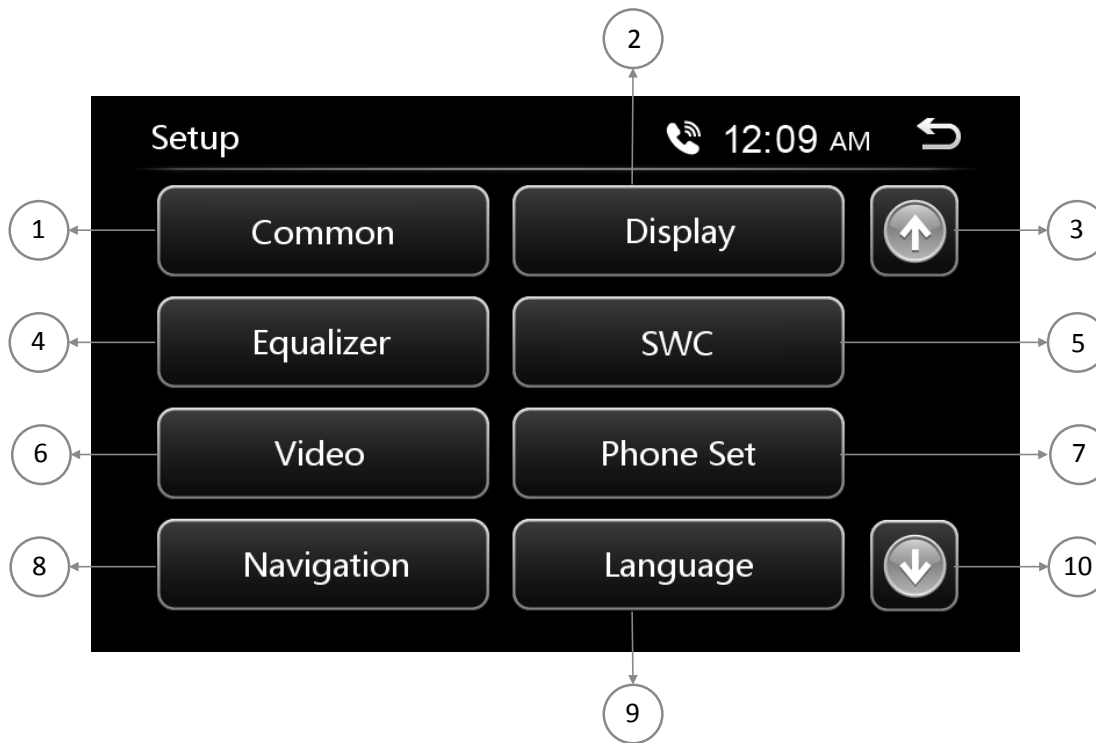 2
Setup 12:09 AM
1 Common Display 3
4 Equalizer SWC 5
6 Video Phone Set 7
8 Navigation Language 10
9